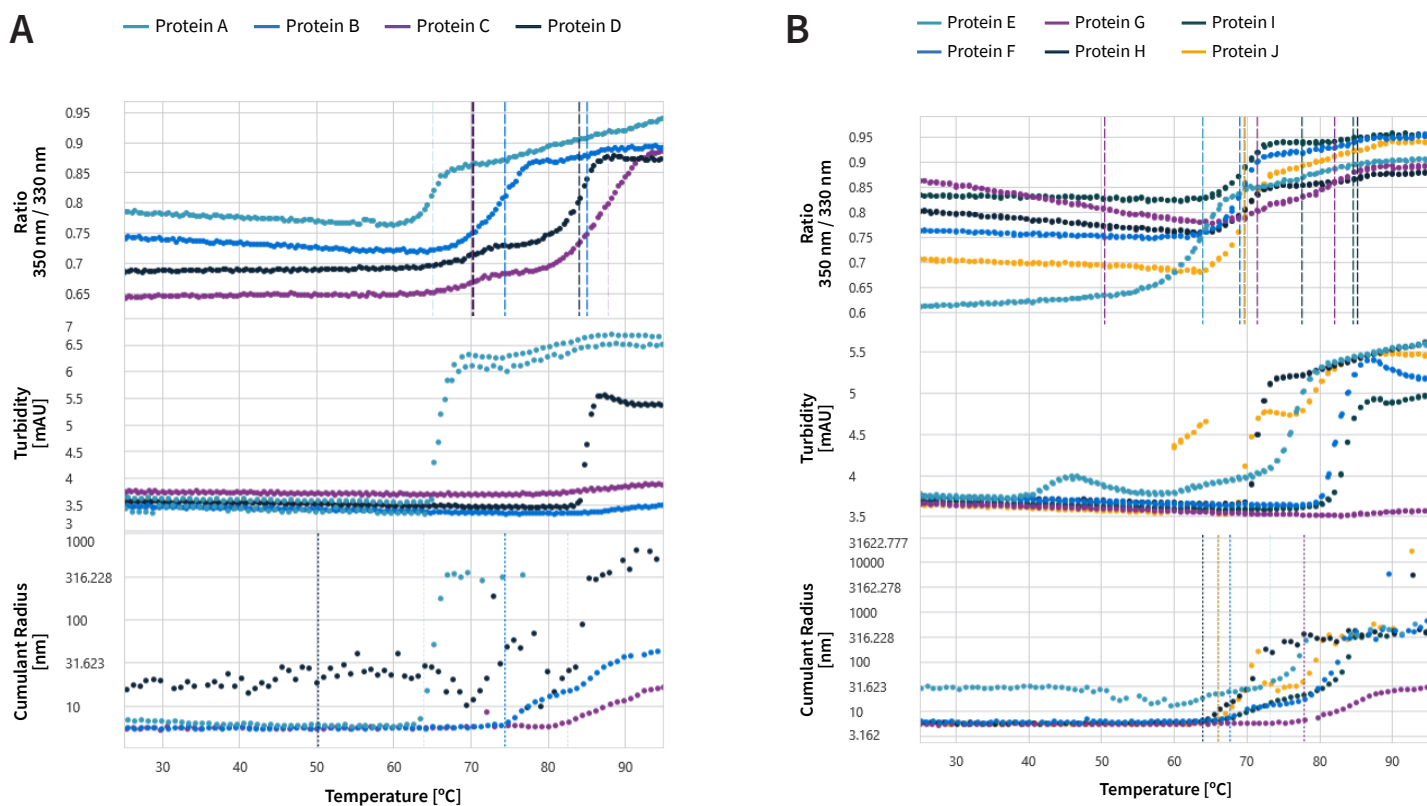 A
Protein A
Protein B
Protein C
Protein D
Ratio
350 nm / 330 nm
0.95
0.9
0.85
0.8
0.75
0.7
0.65
Turbidity
[mAU]
7
6.5
6
5.5
5
4.5
4
3.5
3
Cumulant Radius
[nm]
1000
316.228
100
31.623
10
30
40
50
60
70
80
90
Temperature [°C]
B
Protein E
Protein G
Protein I
Protein F
Protein H
Protein J
Ratio
350 nm / 330 nm
0.95
0.9
0.85
0.8
0.75
0.7
0.65
0.6
Turbidity
[mAU]
5.5
5
4.5
4
3.5
Cumulant Radius
[nm]
31622.777
10000
3162.278
1000
316.228
100
31.623
10
3.162
30
40
50
60
70
80
90
Temperature [°C]